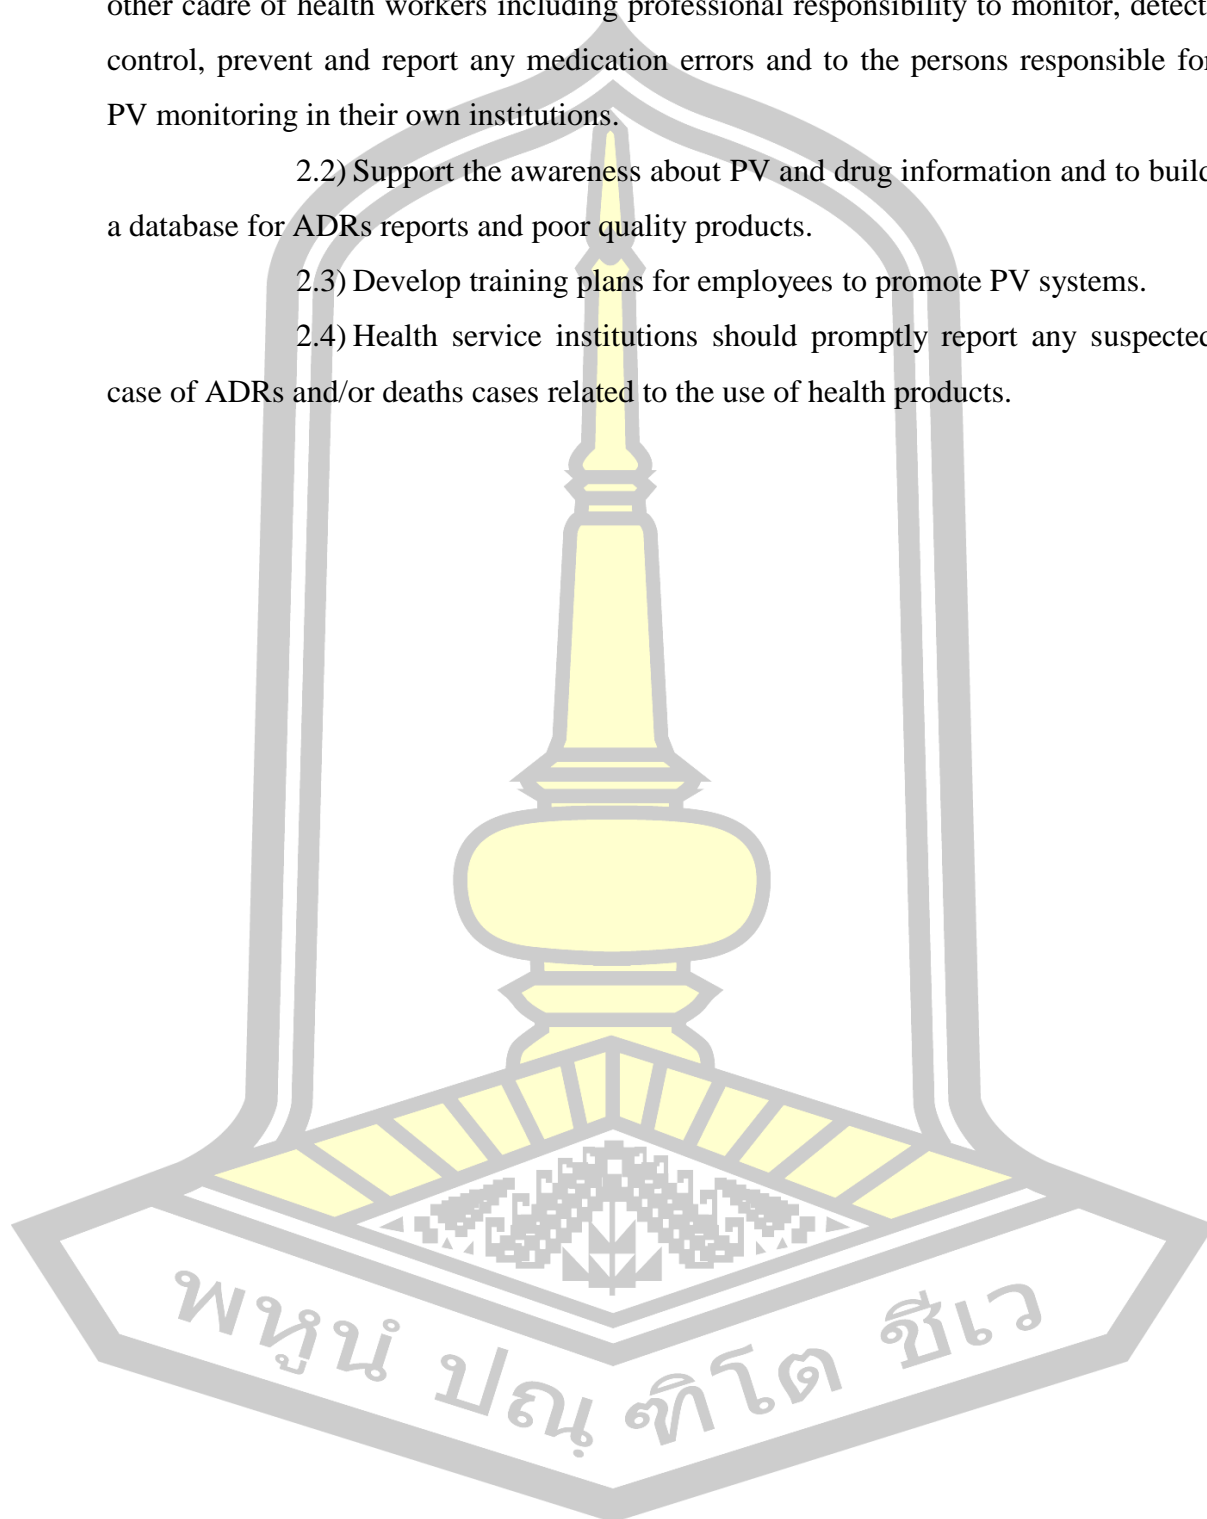 other cadre of health workers including professional responsibility to monitor, detect,
control, prevent and report any medication errors and to the persons responsible for
PV monitoring in their own institutions.
2.2) Support the awareness about PV and drug information and to build
a database for ADRs reports and poor quality products.
2.3) Develop training plans for employees to promote PV systems.
2.4) Health service institutions should promptly report any suspected
case of ADRs and/or deaths cases related to the use of health products.
พหูนํ ปณฺฑิโต ชีเว